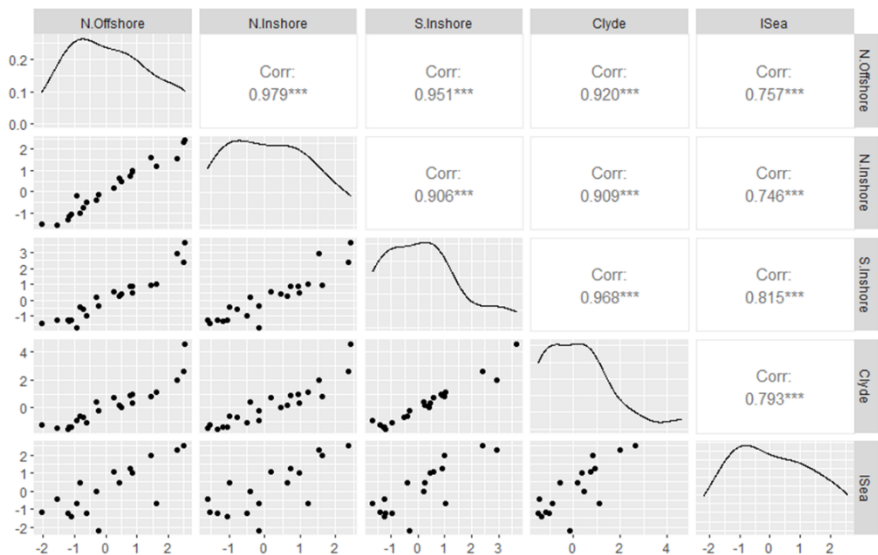 N.Offshore N.Inshore S.Inshore Clyde ISea
0.2
0.1
0.0
Corr:
0.979***
Corr:
0.951***
Corr:
0.920***
Corr:
0.757***
N.Offshore
2
1
0
-1
Corr:
0.906***
Corr:
0.909***
Corr:
0.746***
N.Inshore
3
2
1
0
-1
Corr:
0.968***
Corr:
0.815***
S.Inshore
4
2
0
Corr:
0.793***
Clyde
2
1
0
-1
-2
ISea
-2 -1 0 1 2 -1 0 1 2 -1 0 1 2 3 0 2 4 -2 -1 0 1 2